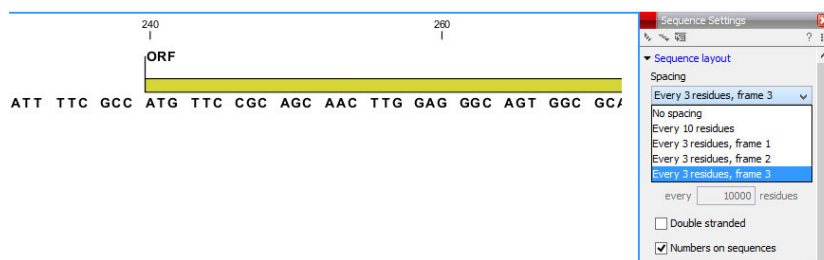 240 260
ORF
ATT TTC GCC ATG TTC CGC AGC AAC TTG GAG GGC AGT GGC GCA
Sequence Settings
?
Sequence layout
Spacing
Every 3 residues, frame 3
No spacing
Every 10 residues
Every 3 residues, frame 1
Every 3 residues, frame 2
Every 3 residues, frame 3
every 10000 residues
Double stranded
Numbers on sequences